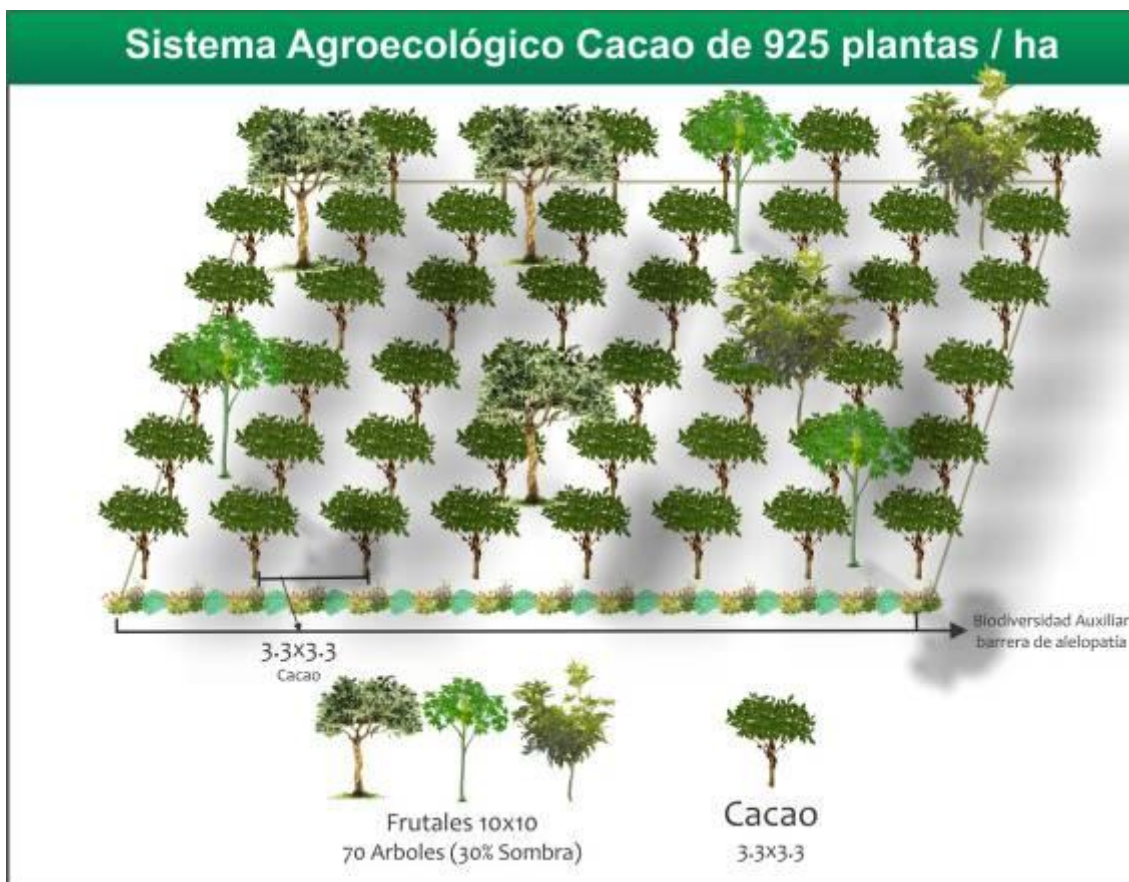 Sistema Agroecológico Cacao de 925 plantas / ha
Biodiversidad Auxiliar
barrera de alelopatia
3.3x3.3
Cacao
Frutales 10x10
70 Arboles (30% Sombra)
Cacao
3.3x3.3